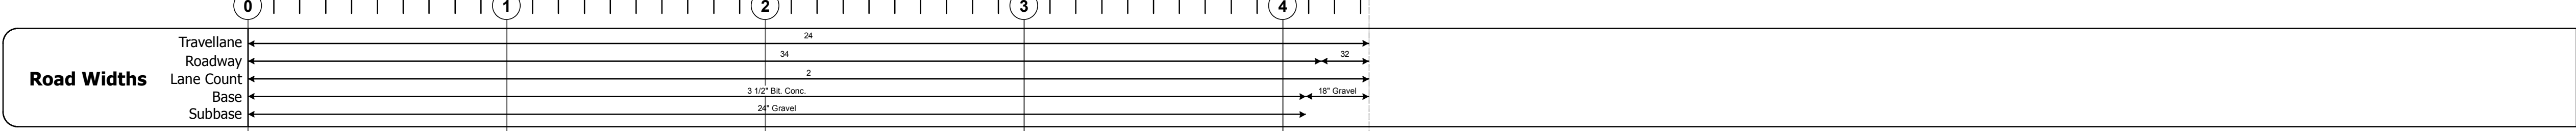 0 1 2 3 4
Road Widths
Travellane 24
Roadway 34 32
Lane Count 2
Base 3 1/2" Bit. Conc. 18" Gravel
Subbase 24" Gravel